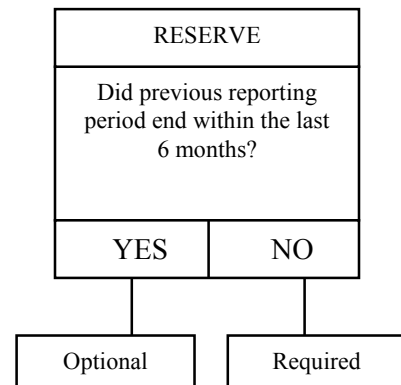 RESERVE
Did previous reporting
period end within the last
6 months?
YES
NO
Optional
Required